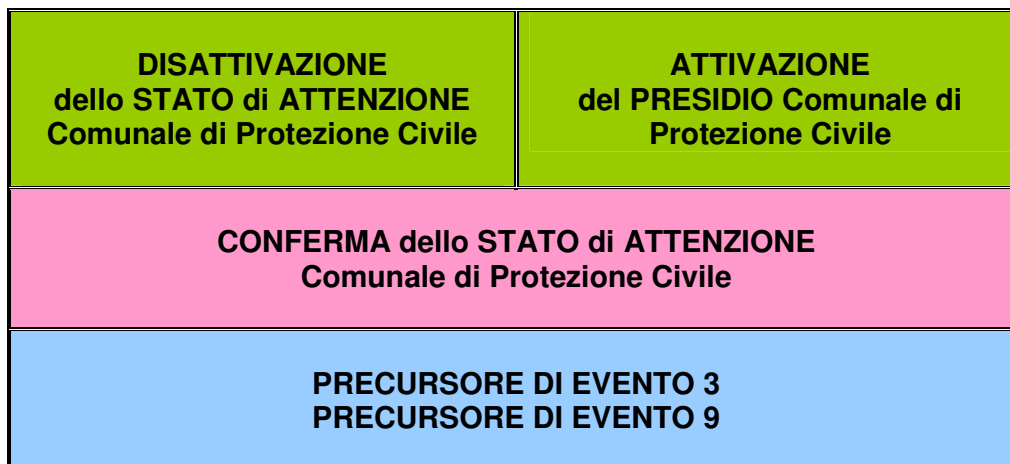 DISATTIVAZIONE
dello STATO di ATTENZIONE
Comunale di Protezione Civile
ATTIVAZIONE
del PRESIDIO Comunale di
Protezione Civile
CONFERMA dello STATO di ATTENZIONE
Comunale di Protezione Civile
PRECURSORE DI EVENTO 3
PRECURSORE DI EVENTO 9